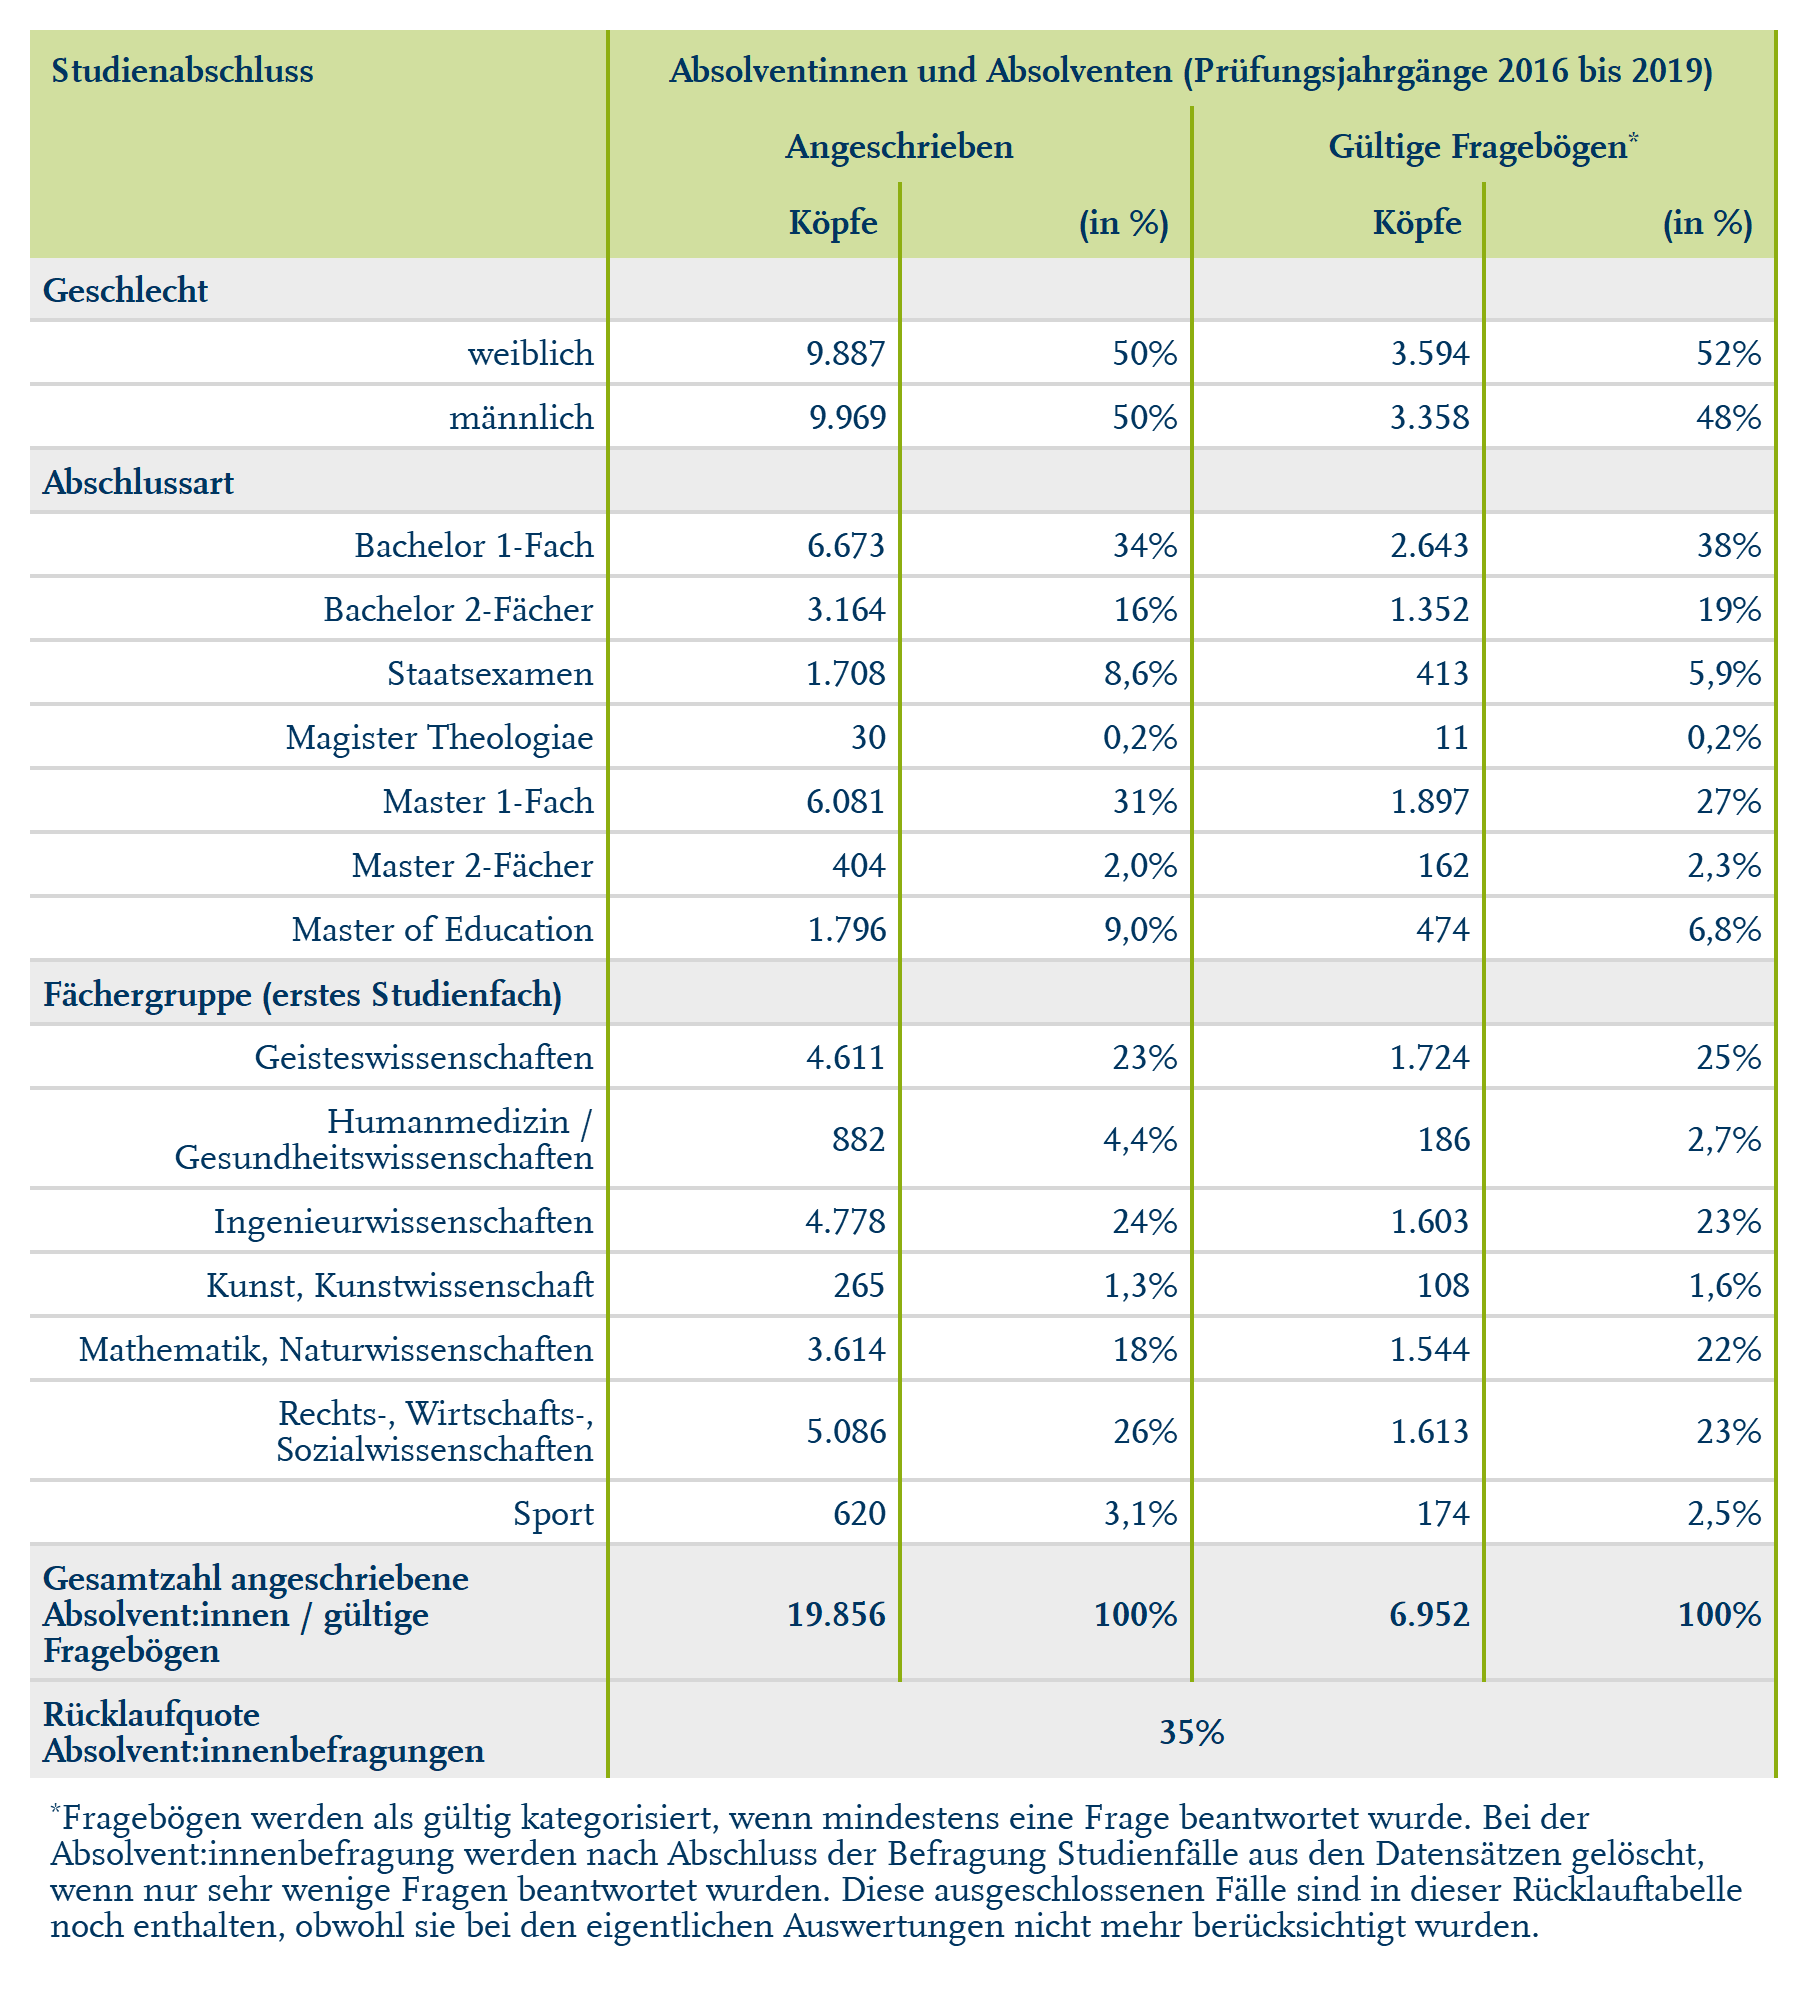 Studienabschluss Absolventinnen und Absolventen (Prüfungsjahrgänge 2016 bis 2019)
Angeschrieben Gültige Fragebögen*
Köpfe (in %) Köpfe (in %)
Geschlecht
weiblich 9.887 50% 3.594 52%
männlich 9.969 50% 3.358 48%
Abschlussart
Bachelor 1-Fach 6.673 34% 2.643 38%
Bachelor 2-Fächer 3.164 16% 1.352 19%
Staatsexamen 1.708 8,6% 413 5,9%
Magister Theologiae 30 0,2% 11 0,2%
Master 1-Fach 6.081 31% 1.897 27%
Master 2-Fächer 404 2,0% 162 2,3%
Master of Education 1.796 9,0% 474 6,8%
Fächergruppe (erstes Studienfach)
Geisteswissenschaften 4.611 23% 1.724 25%
Humanmedizin /
Gesundheitswissenschaften 882 4,4% 186 2,7%
Ingenieurwissenschaften 4.778 24% 1.603 23%
Kunst, Kunstwissenschaft 265 1,3% 108 1,6%
Mathematik, Naturwissenschaften 3.614 18% 1.544 22%
Rechts-, Wirtschafts-,
Sozialwissenschaften 5.086 26% 1.613 23%
Sport 620 3,1% 174 2,5%
Gesamtzahl angeschriebene
Absolvent:innen / gültige 19.856 100% 6.952 100%
Fragebögen
Rücklaufquote
Absolvent:innenbefragungen 35%
*Fragebögen werden als gültig kategorisiert, wenn mindestens eine Frage beantwortet wurde. Bei der
Absolvent:innenbefragung werden nach Abschluss der Befragung Studienfälle aus den Datensätzen gelöscht,
wenn nur sehr wenige Fragen beantwortet wurden. Diese ausgeschlossenen Fälle sind in dieser Rücklauftabelle
noch enthalten, obwohl sie bei den eigentlichen Auswertungen nicht mehr berücksichtigt wurden.